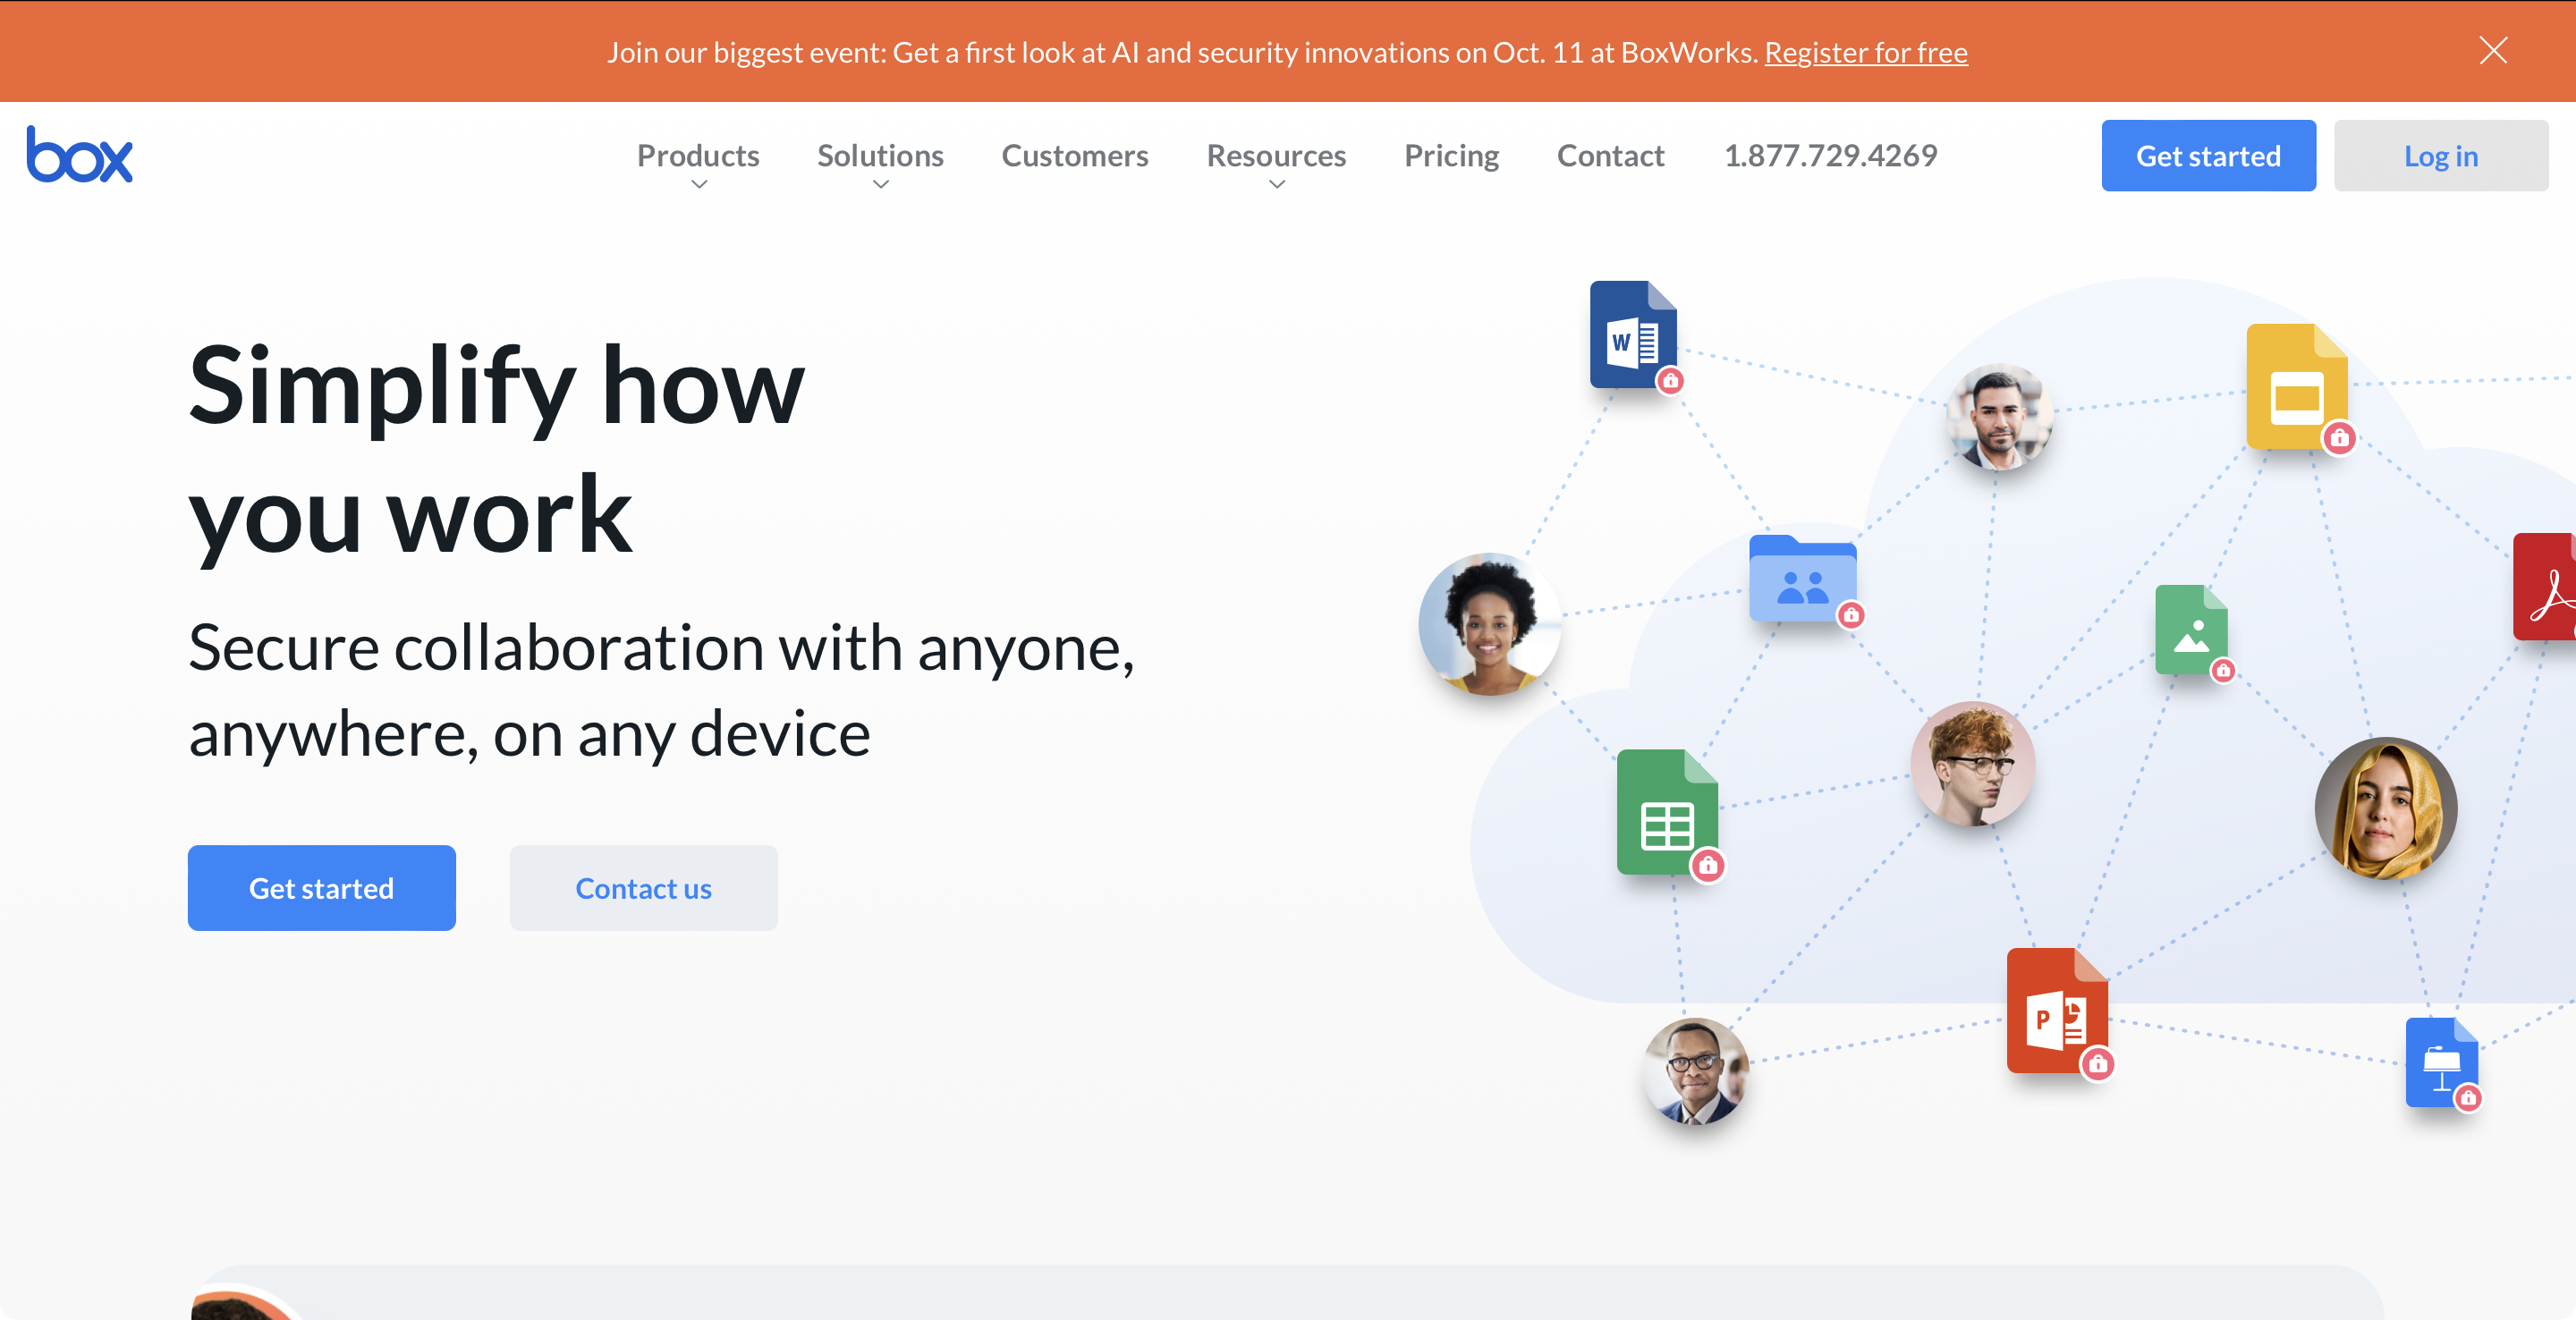 Join our biggest event: Get a first look at AI and security innovations on Oct. 11 at BoxWorks. Register for free
box
Products
Solutions
Customers
Resources
Pricing
Contact
1.877.729.4269
Get started
Log in
Simplify how
you work
Secure collaboration with anyone,
anywhere, on any device
Get started
Contact us
W
P